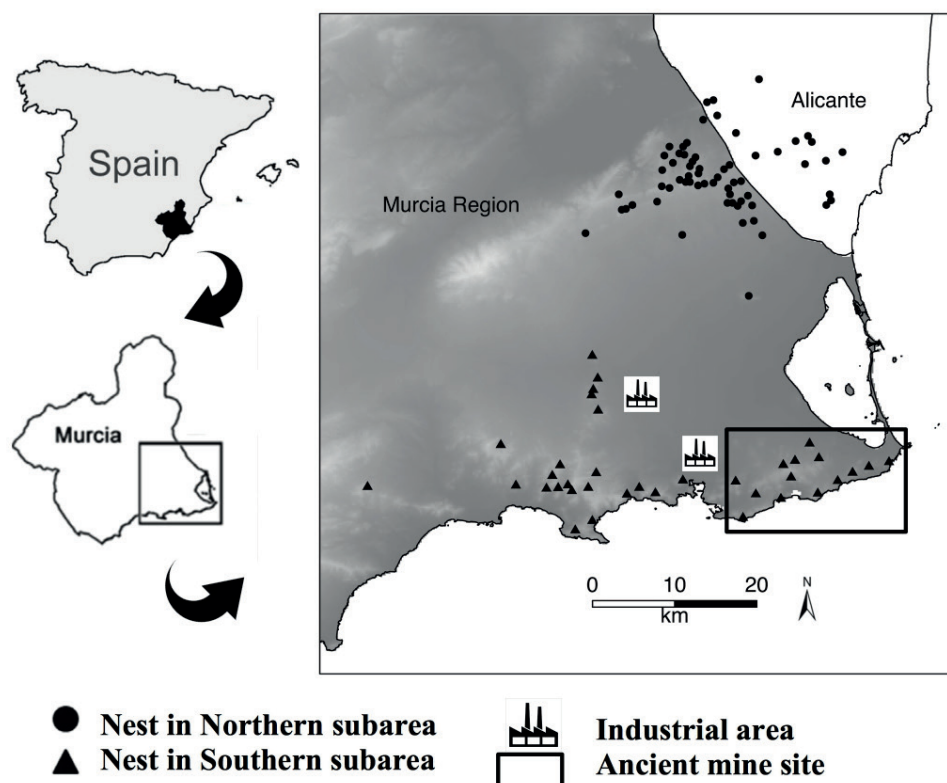 Spain
Murcia
Alicante
Murcia Region
0 10 20
km
N
Nest in Northern subarea
Nest in Southern subarea
Industrial area
Ancient mine site